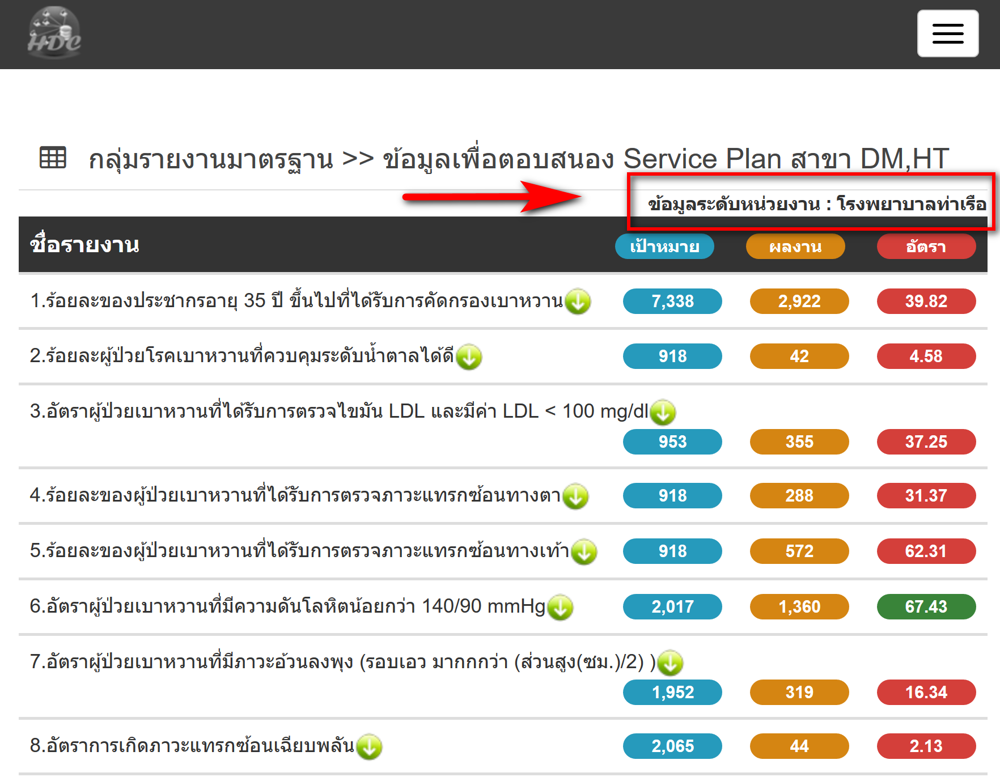 HDC
กลุ่มรายงานมาตรฐาน >> ข้อมูลเพื่อตอบสนอง Service Plan สาขา DM,HT
ข้อมูลระดับหน่วยงาน : โรงพยาบาลท่าเรือ
ชื่อรายงาน เป้าหมาย ผลงาน อัตรา
1.ร้อยละของประชากรอายุ 35 ปี ขึ้นไปที่ได้รับการคัดกรองเบาหวาน 7,338 2,922 39.82
2.ร้อยละผู้ป่วยโรคเบาหวานที่ควบคุมระดับน้ำตาลได้ดี 918 42 4.58
3.อัตราผู้ป่วยเบาหวานที่ได้รับการตรวจไขมัน LDL และมีค่า LDL < 100 mg/dl
953 355 37.25
4.ร้อยละของผู้ป่วยเบาหวานที่ได้รับการตรวจภาวะแทรกซ้อนทางตา 918 288 31.37
5.ร้อยละของผู้ป่วยเบาหวานที่ได้รับการตรวจภาวะแทรกซ้อนทางเท้า 918 572 62.31
6.อัตราผู้ป่วยเบาหวานที่มีความดันโลหิตน้อยกว่า 140/90 mmHg 2,017 1,360 67.43
7.อัตราผู้ป่วยเบาหวานที่มีภาวะอ้วนลงพุง (รอบเอว มากกกว่า (ส่วนสูง(ซม.)/2) )
1,952 319 16.34
8.อัตราการเกิดภาวะแทรกซ้อนเฉียบพลัน 2,065 44 2.13